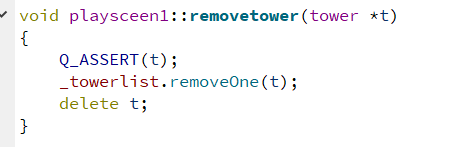 void playsceen1::removetower(tower *t)
{
    Q_ASSERT(t);
    _towerlist.removeOne(t);
    delete t;
}